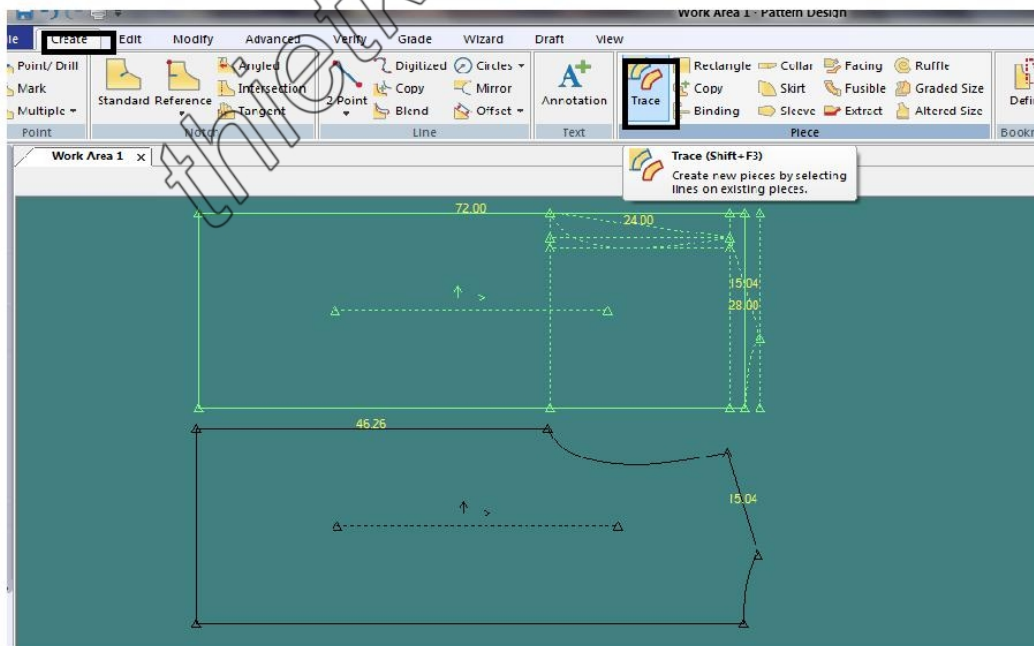 Work Area 1 - Pattern Design
le Create Edit Modify Advanced Verify Grade Wizard Draft View
Point/ Drill Angled Digitized Circles Rectangle Collar Facing Ruffle
Mark Standard Reference Intersection 2 Point Copy Mirror Annotation Trace Copy Skirt Fusible Graded Size
Multiple Tangent Blend Offset Binding Sleeve Extract Altered Size
Point Notch Line Text Piece
Work Area 1 x
Trace (Shift+F3)
Create new pieces by selecting
lines on existing pieces.
72.00
24.00
15.04
28.00
46.26
15.04